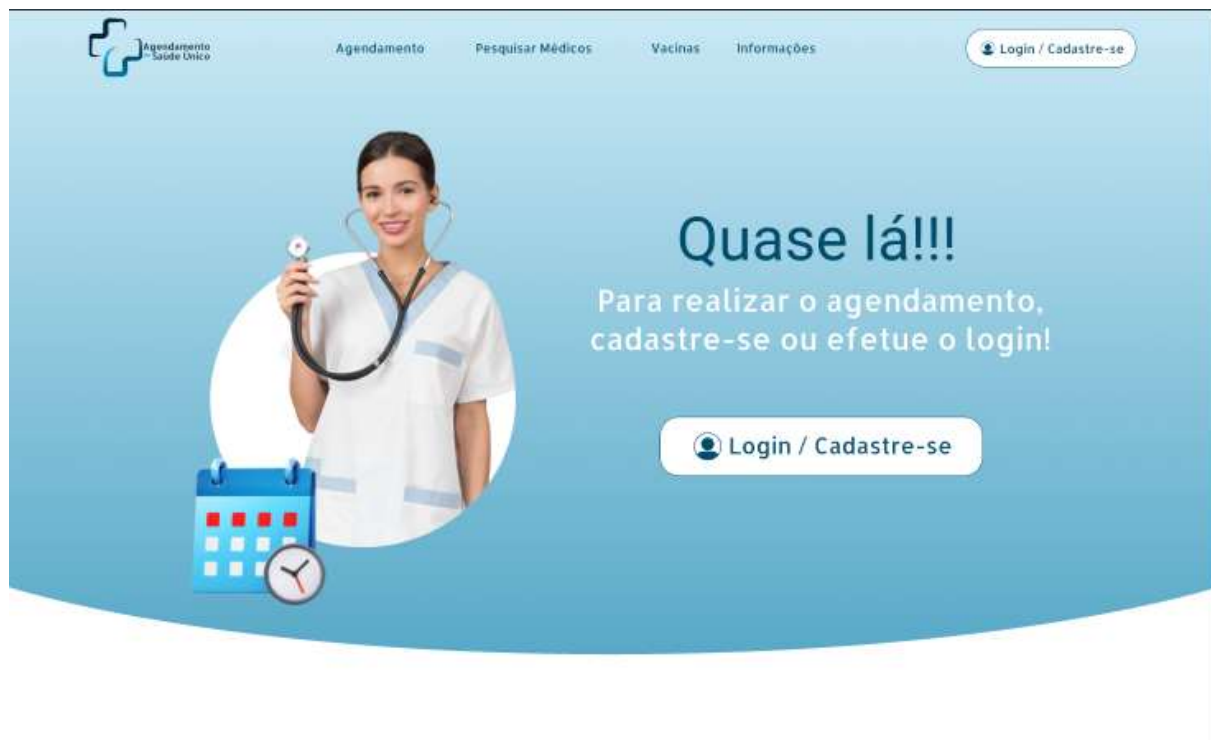 Agendamento
de Saúde Único
Agendamento
Pesquisar Médicos
Vacinas
Informações
Login / Cadastre-se
Quase lá!!!
Para realizar o agendamento,
cadastre-se ou efetue o login!
Login / Cadastre-se